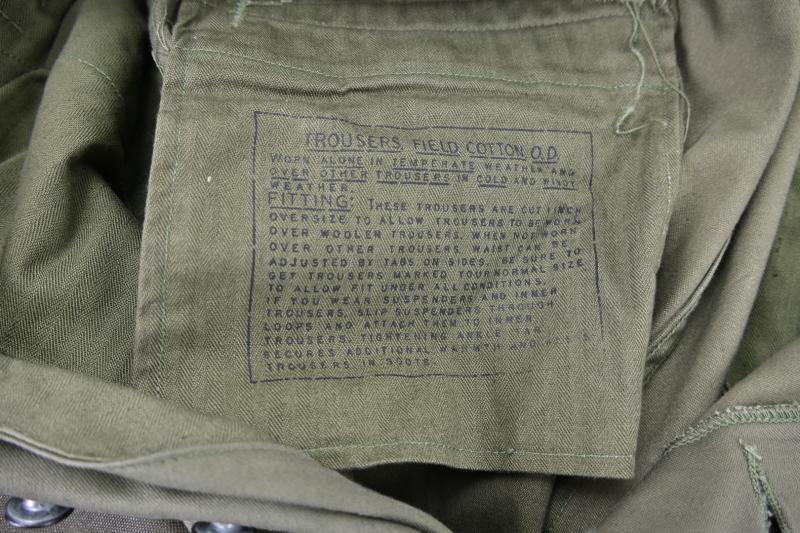 TROUSERS, FIELD COTTON, O.D.
WORN ALONE IN TEMPERATE WEATHER AND
OVER OTHER TROUSERS IN COLD AND WINDY
WEATHER.
FITTING: THESE TROUSERS ARE CUT 1 INCH
OVERSIZE TO ALLOW TROUSERS TO BE WORN
OVER WOOLEN TROUSERS. WHEN NOT WORN
OVER OTHER TROUSERS, WAIST CAN BE
ADJUSTED BY TABS ON SIDES. BE SURE TO
GET TROUSERS MARKED YOUR NORMAL SIZE
TO ALLOW FIT UNDER ALL CONDITIONS.
IF YOU WEAR SUSPENDERS AND INNER
TROUSERS, SLIP SUSPENDERS THROUGH
LOOPS AND ATTACH THEM TO INNER
TROUSERS. TIGHTENING ANKLE TAB
SECURES ADDITIONAL WARMTH AND
TROUSERS IN BOOTS.